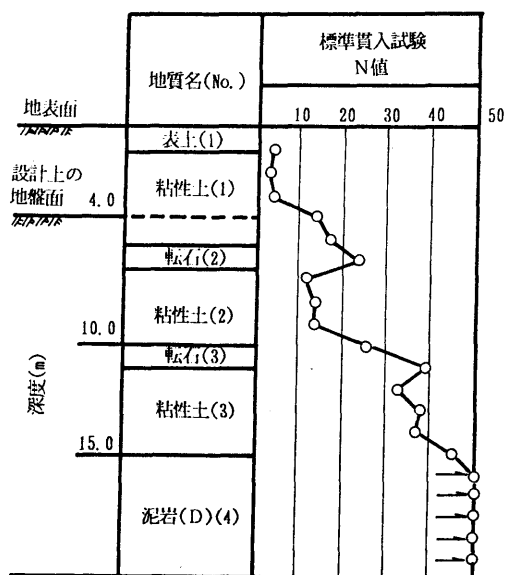 標準貫入試験
N値
地質名(No.)
10 20 30 40 50
地表面
表土(1)
設計上の
地盤面
4.0
粘性土(1)
転石(2)
粘性土(2)
10.0
転石(3)
深度(m)
粘性土(3)
15.0
泥岩(D)(4)